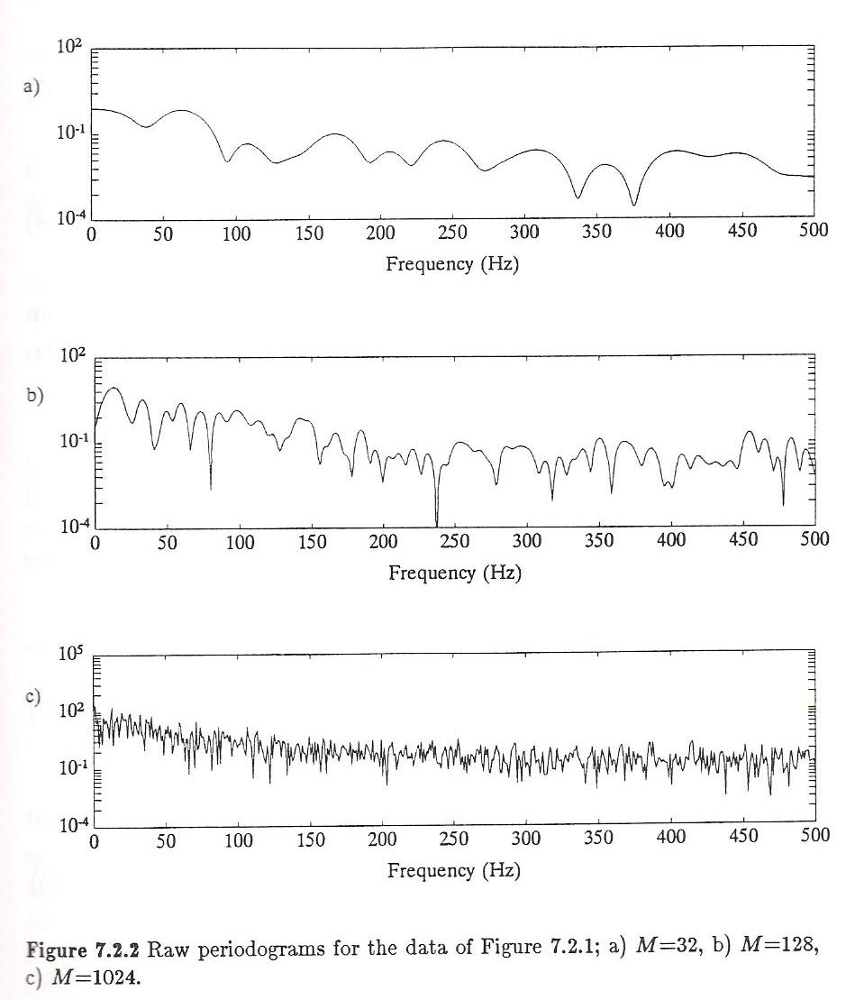 10²
a)
10-1
10-4
0 50 100 150 200 250 300 350 400 450 500
Frequency (Hz)
10²
b)
10-1
10-4
0 50 100 150 200 250 300 350 400 450 500
Frequency (Hz)
10⁵
c)
10²
10-1
10-4
0 50 100 150 200 250 300 350 400 450 500
Frequency (Hz)
Figure 7.2.2 Raw periodograms for the data of Figure 7.2.1; a) M=32, b) M=128,
c) M=1024.